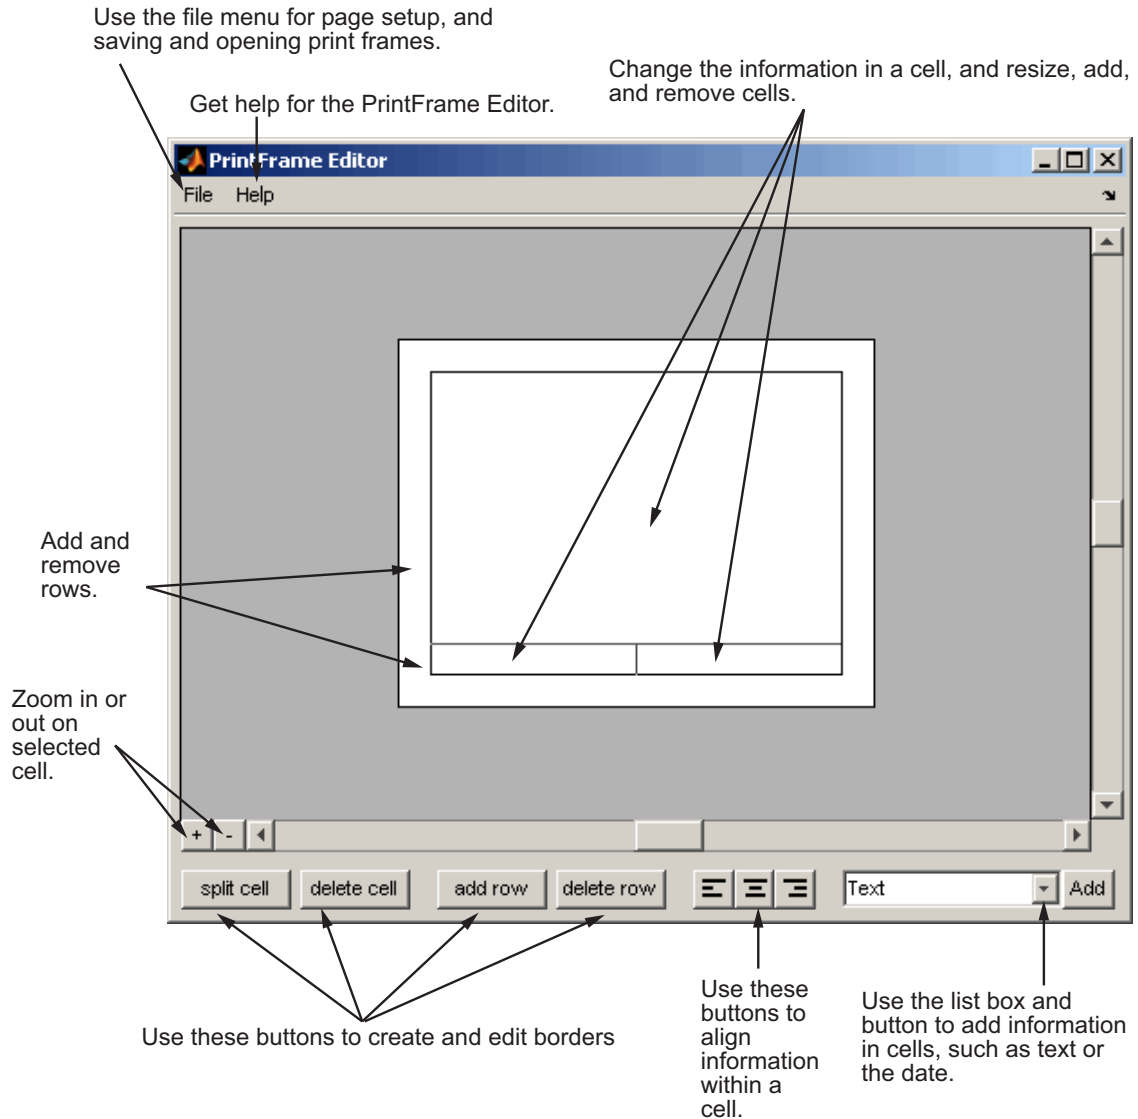 Use the file menu for page setup, and
saving and opening print frames.
Change the information in a cell, and resize, add,
and remove cells.
Get help for the PrintFrame Editor.
PrintFrame Editor
File Help
Add and
remove
rows.
Zoom in or
out on
selected
cell.
+ -
split cell delete cell add row delete row Text Add
Use these buttons to create and edit borders
Use these
buttons to
align
information
within a
cell.
Use the list box and
button to add information
in cells, such as text or
the date.